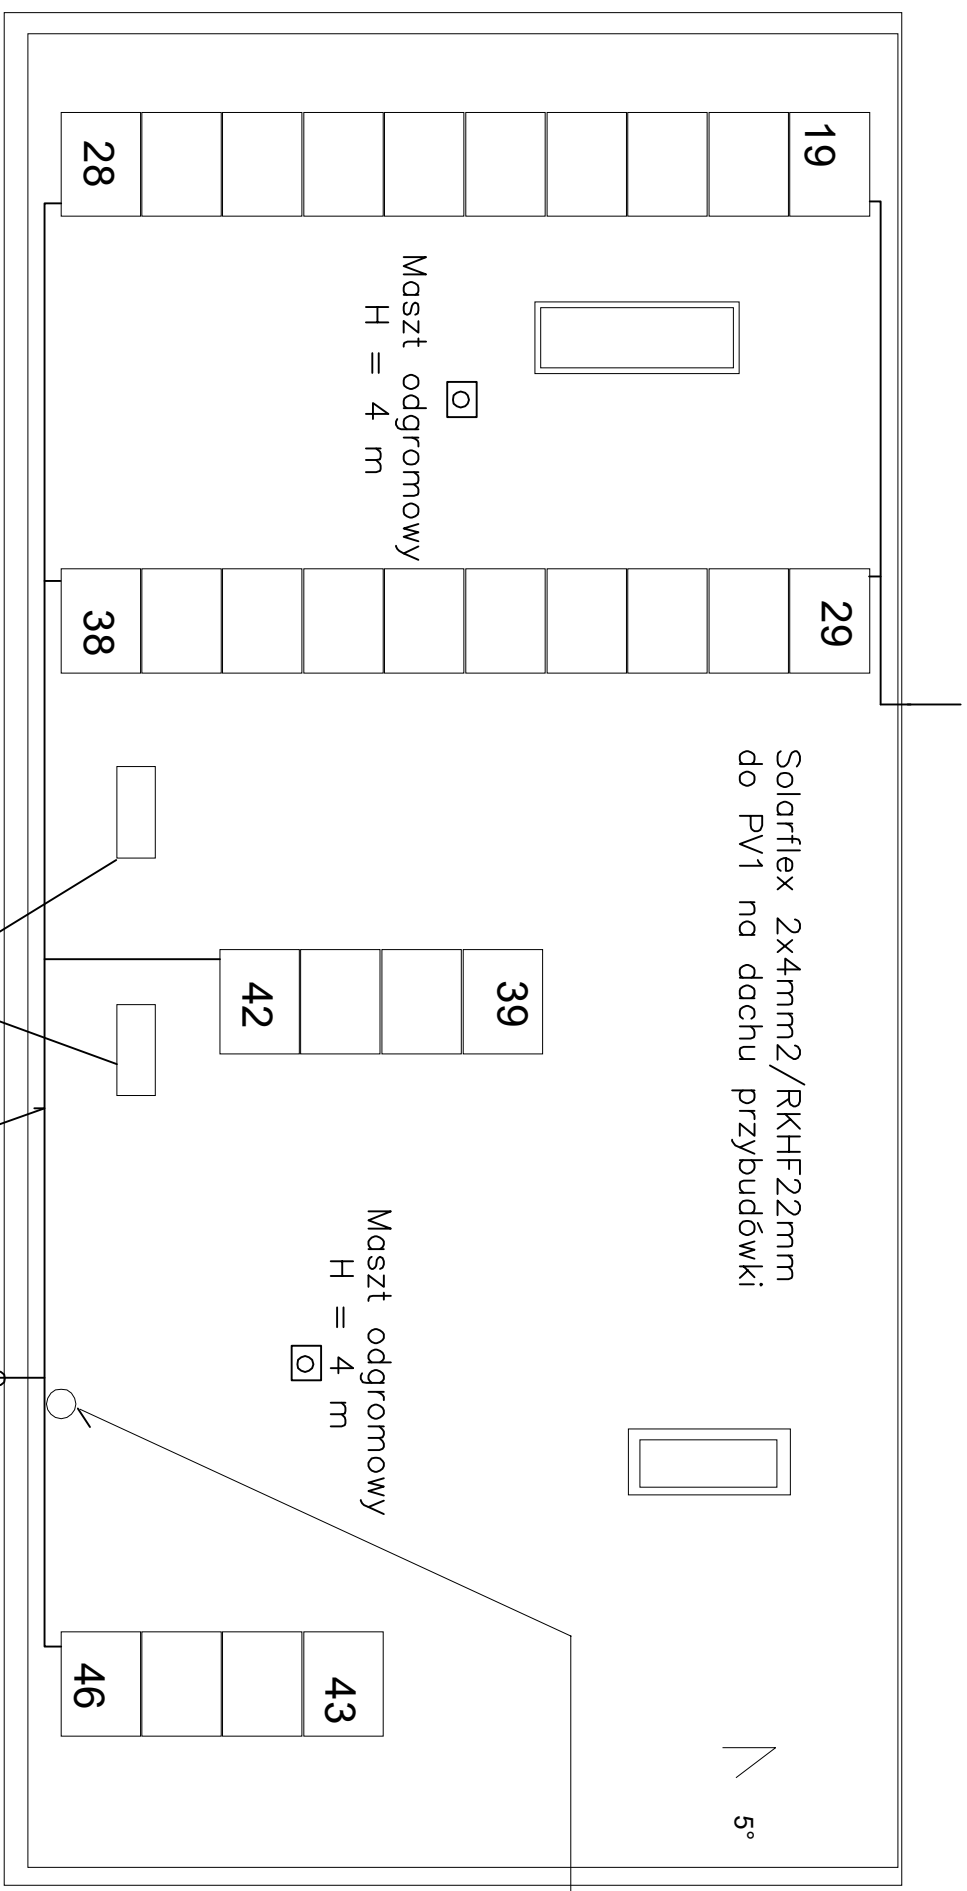 19
28
Maszt odgromowy
H = 4 m
29
38
Solarflex 2x4mm2/RKHF22mm
do PV1 na dachu przybudówki
39
42
Maszt odgromowy
H = 4 m
43
46
5°